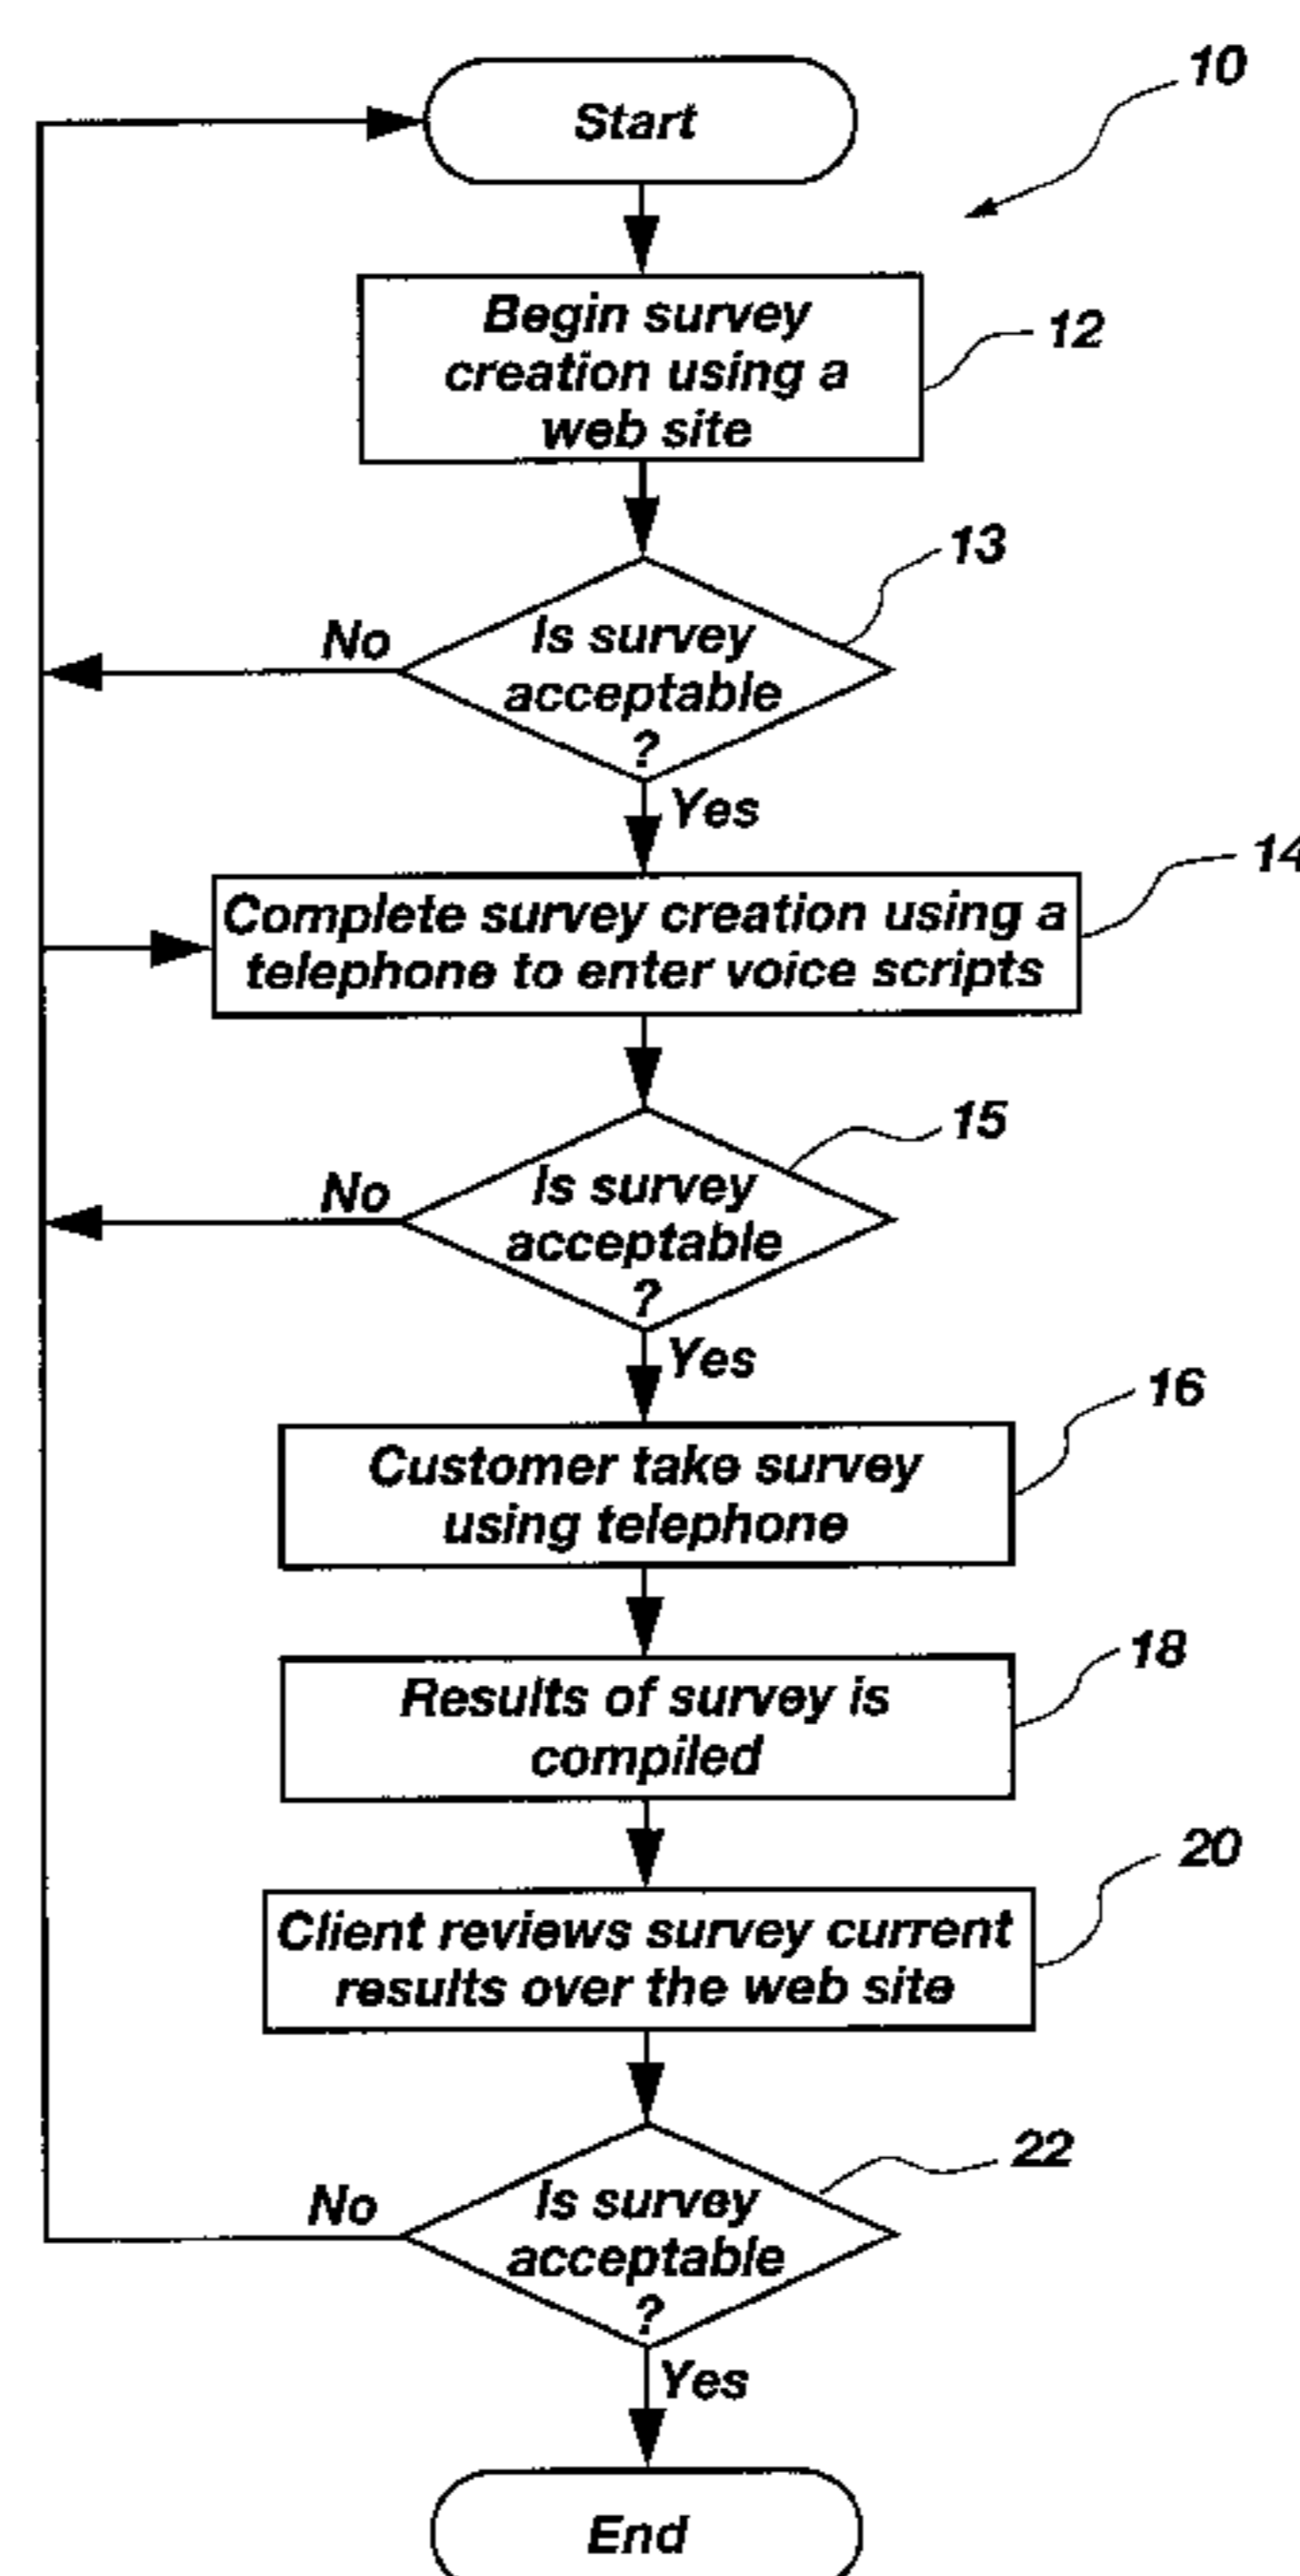 10
Start
Begin survey
creation using a
web site
12
13
No
Is survey
acceptable
?
Yes
14
Complete survey creation using a
telephone to enter voice scripts
15
No
Is survey
acceptable
?
Yes
16
Customer take survey
using telephone
18
Results of survey is
compiled
20
Client reviews survey current
results over the web site
22
No
Is survey
acceptable
?
Yes
End